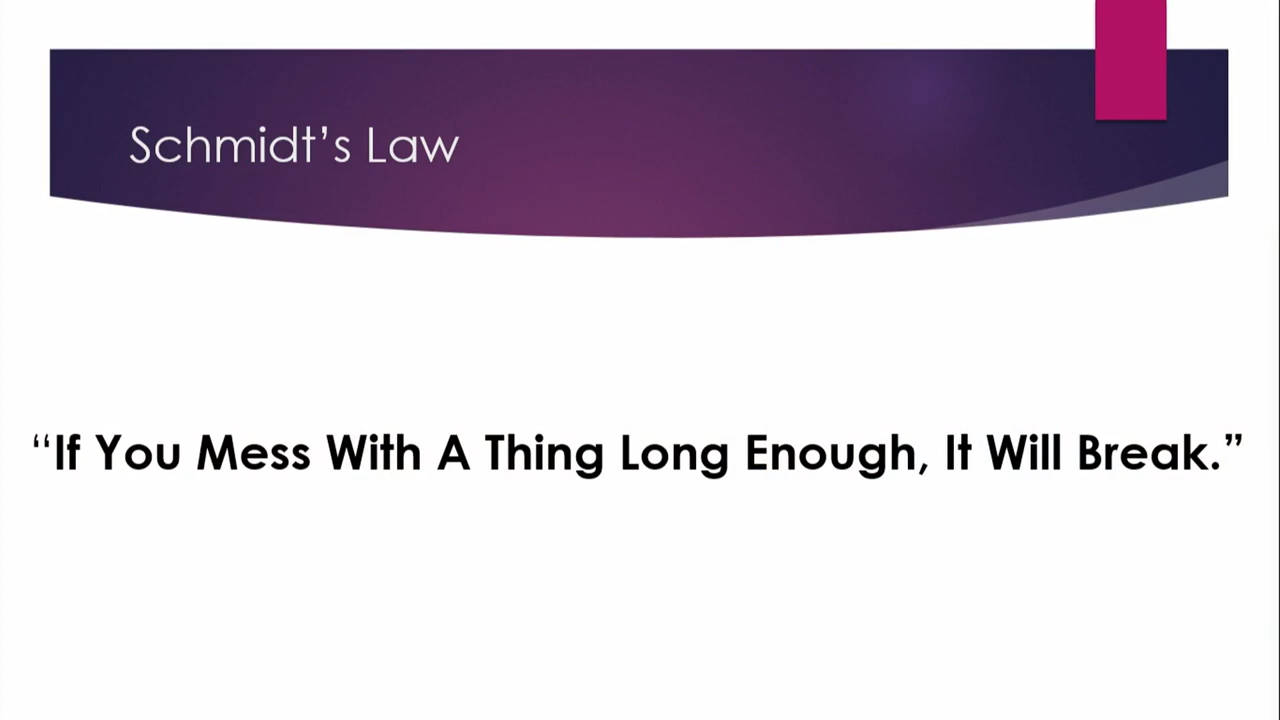 Schmidt’s Law
“If You Mess With A Thing Long Enough, It Will Break.”